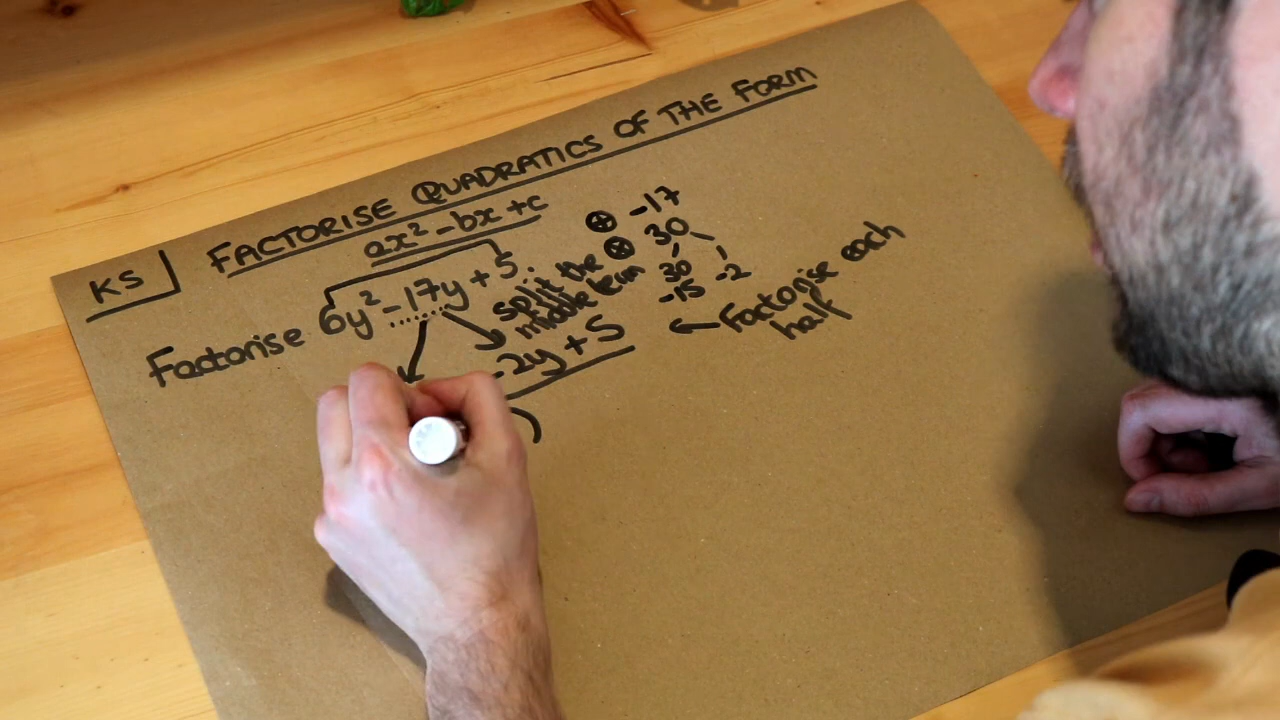 KS
FACTORISE QUADRATICS OF THE FORM
ax² - bx + c
Factorise 6y² - 17y + 5.
split the
middle term
⊕ -17
⊗ 30
30
-15 -2
- 2y + 5
← Factorise each
half
)